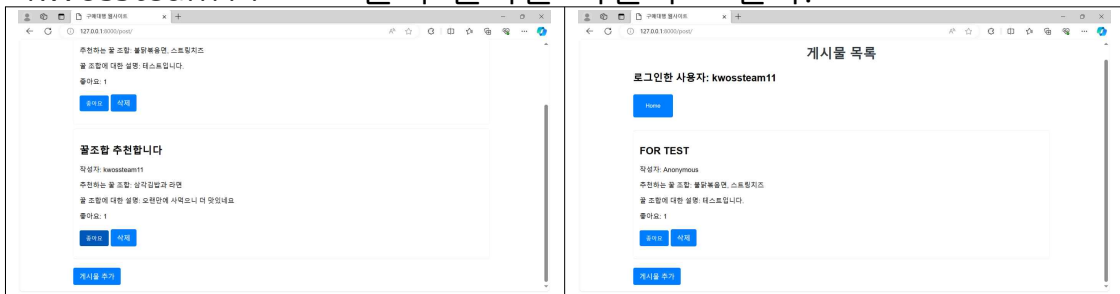 구매대행 웹사이트
127.0.0.1:8000/post/
추천하는 꿀 조합: 불닭볶음면, 스트링치즈
꿀 조합에 대한 설명: 테스트입니다.
좋아요: 1
좋아요 삭제
꿀조합 추천합니다
작성자: kwossteam11
추천하는 꿀 조합: 삼각김밥과 라면
꿀 조합에 대한 설명: 오랜만에 사먹으니 더 맛있네요
좋아요: 1
좋아요 삭제
게시물 추가
구매대행 웹사이트
127.0.0.1:8000/post/
게시물 목록
로그인한 사용자: kwossteam11
Home
FOR TEST
작성자: Anonymous
추천하는 꿀 조합: 불닭볶음면, 스트링치즈
꿀 조합에 대한 설명: 테스트입니다.
좋아요: 1
좋아요 삭제
게시물 추가